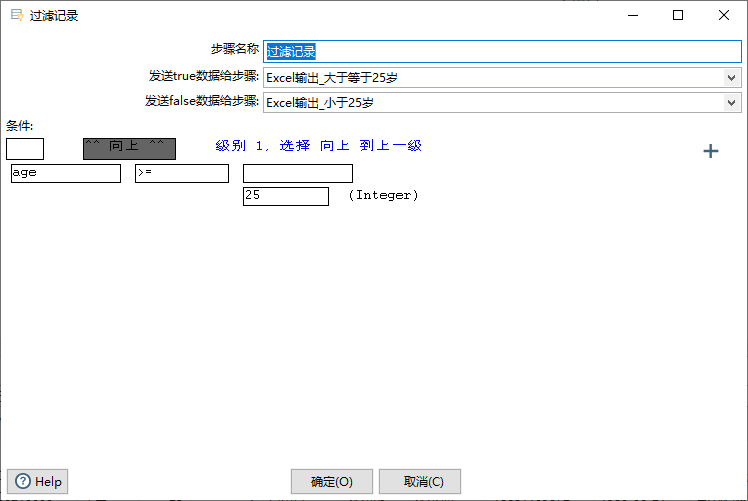 过滤记录
步骤名称 过滤记录
发送true数据给步骤: Excel输出_大于等于25岁
发送false数据给步骤: Excel输出_小于25岁
条件:
^^ 向上 ^^ 级别 1, 选择 向上 到上一级
age >=
25 (Integer)
Help 确定(O) 取消(C)